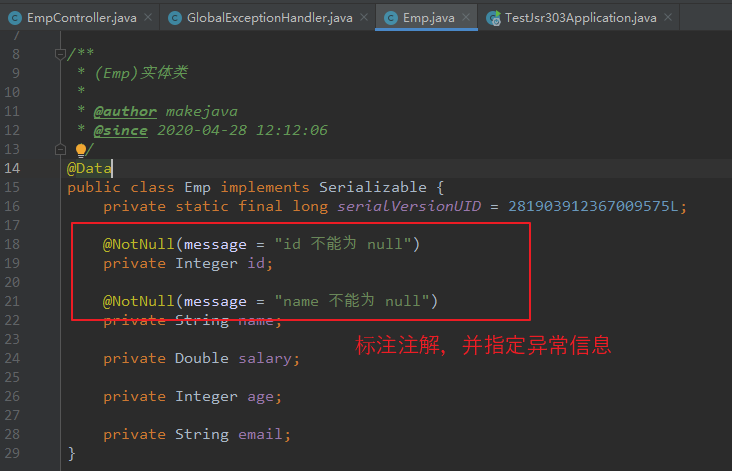 EmpController.java
GlobalExceptionHandler.java
Emp.java
TestJsr303Application.java
7
8 /**
9 * (Emp)实体类
10 *
11 * @author makejava
12 * @since 2020-04-28 12:12:06
13 */
14 @Data
15 public class Emp implements Serializable {
16 private static final long serialVersionUID = 281903912367009575L;
17
18 @NotNull(message = "id 不能为 null")
19 private Integer id;
20
21 @NotNull(message = "name 不能为 null")
22 private String name;
标注注解，并指定异常信息
23
24 private Double salary;
25
26 private Integer age;
27
28 private String email;
29 }